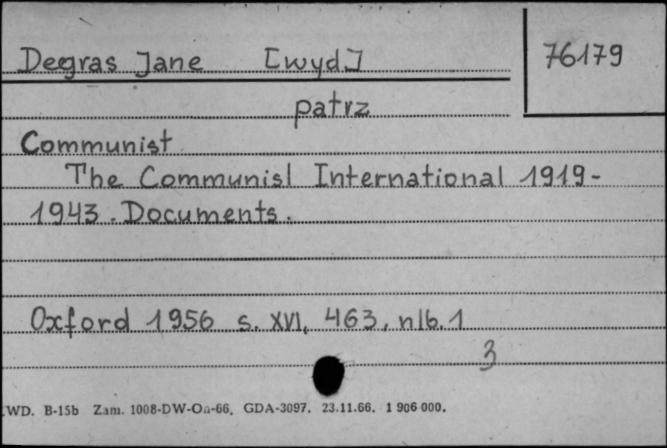 Degras Jane [wyd.] 76179
patrz
Communist
The Communist International 1919-
1943. Documents.
Oxford 1956 s. XVI, 463, nlb. 1
3
WD. B-15b Zam. 1008-DW-Oa-66. GDA-3097. 23.11.66. 1 906 000.